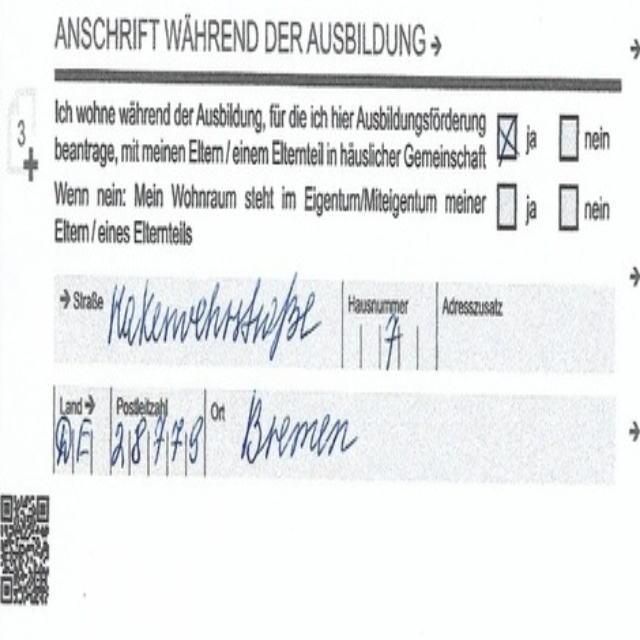 ANSCHRIFT WÄHREND DER AUSBILDUNG →
3
Ich wohne während der Ausbildung, für die ich hier Ausbildungsförderung
beantrage, mit meinen Eltern / einem Elternteil in häuslicher Gemeinschaft ja nein
Wenn nein: Mein Wohnraum steht im Eigentum/Miteigentum meiner ja nein
Eltern / eines Elternteils
→ Straße Kakenwehrstraße Hausnummer 7 Adresszusatz
Land → DE Postleitzahl 28779 Ort Bremen